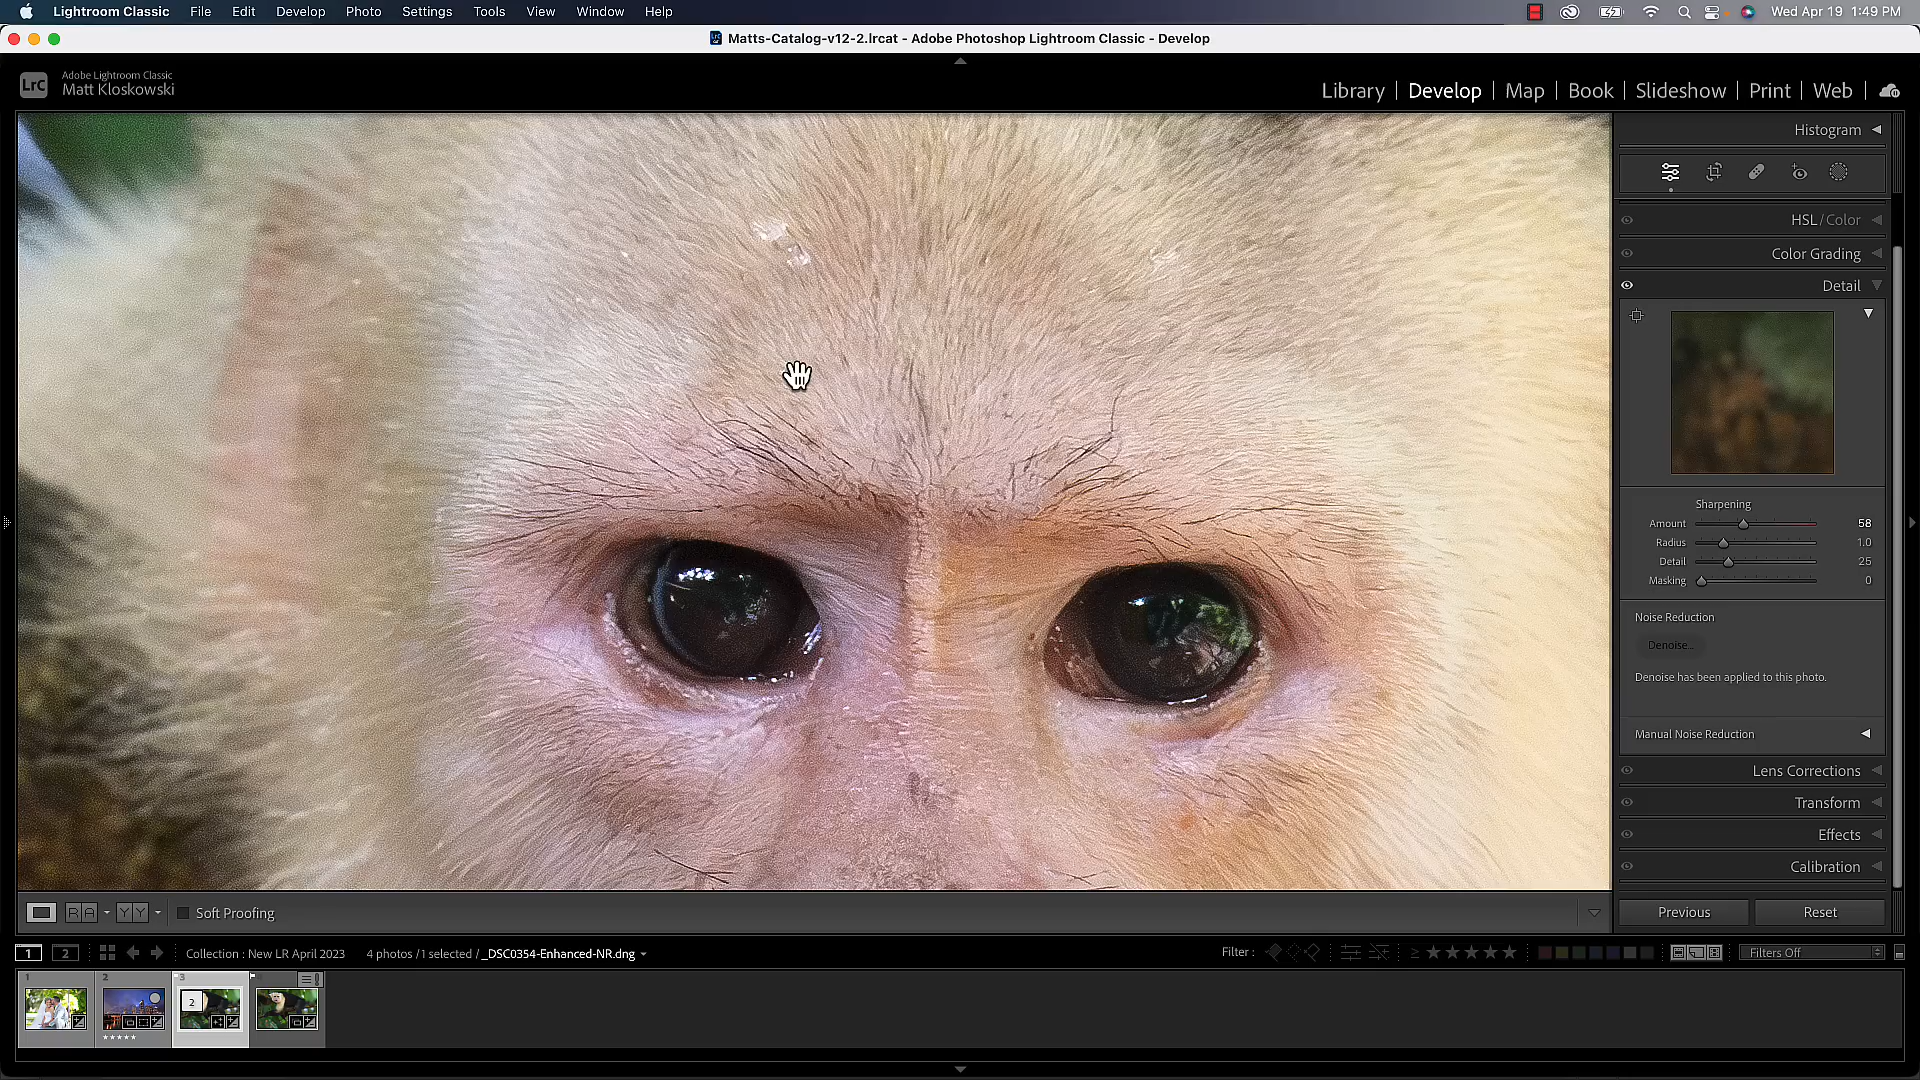 Lightroom Classic File Edit Develop Photo Settings Tools View Window Help Wed Apr 19 1:49 PM
Matts-Catalog-v12-2.lrcat - Adobe Photoshop Lightroom Classic - Develop
LrC
Adobe Lightroom Classic
Matt Kloskowski
Library | Develop | Map | Book | Slideshow | Print | Web |
Histogram
HSL / Color
Color Grading
Detail
Sharpening
Amount 58
Radius 1.0
Detail 25
Masking 0
Noise Reduction
Denoise...
Denoise has been applied to this photo.
Manual Noise Reduction
Lens Corrections
Transform
Effects
Calibration
R A Y Y Soft Proofing
Previous Reset
1 2 Collection : New LR April 2023 4 photos / 1 selected / _DSC0354-Enhanced-NR.dng Filter : Filters Off
1 2 3
2